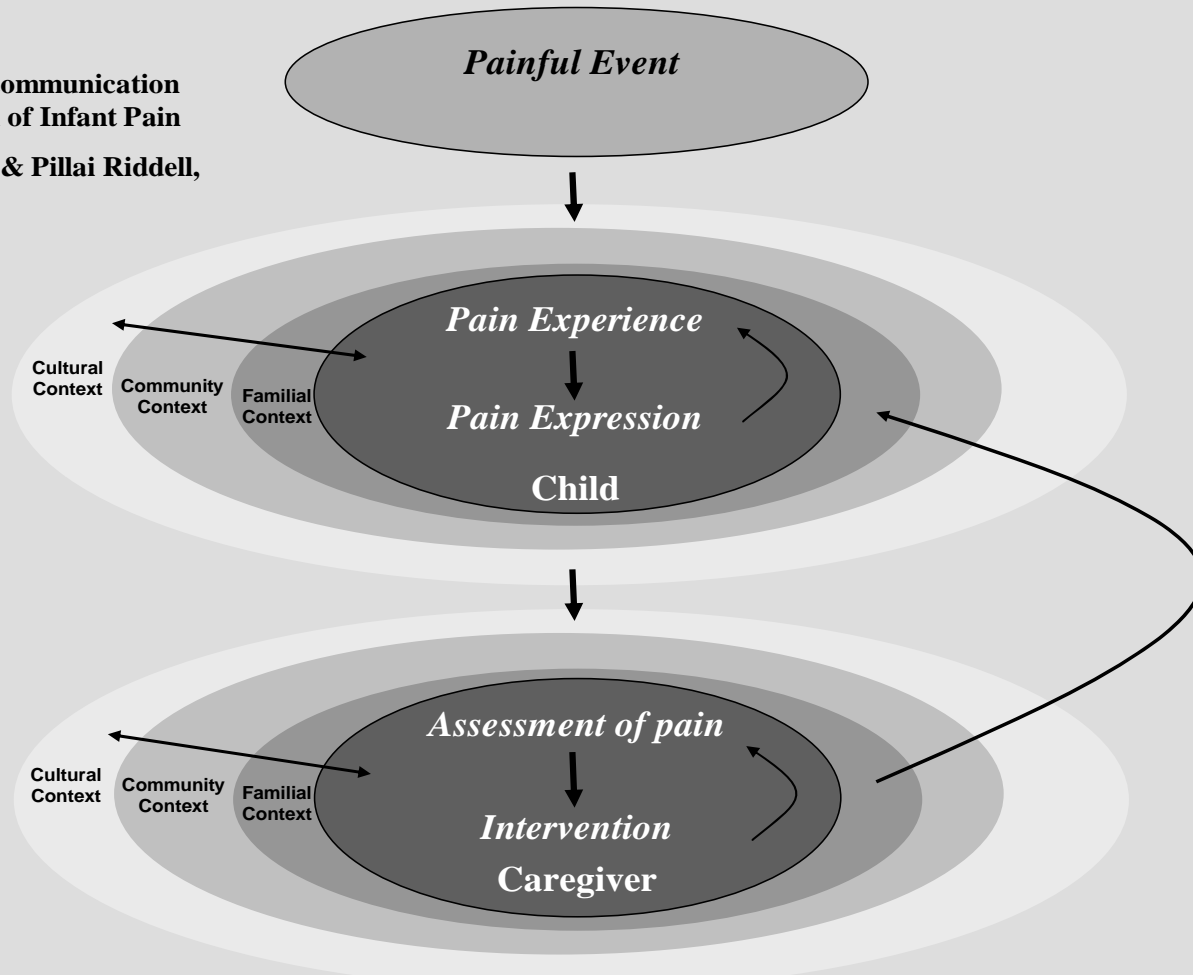 ommunication
of Infant Pain
& Pillai Riddell,
Painful Event
Pain Experience
Pain Expression
Child
Cultural
Context
Community
Context
Familial
Context
Assessment of pain
Intervention
Caregiver
Cultural
Context
Community
Context
Familial
Context